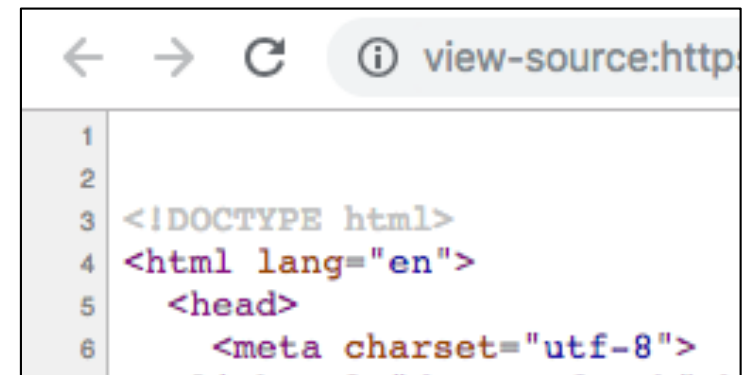 view-source:http
1
2
3 <!DOCTYPE html>
4 <html lang="en">
5 <head>
6 <meta charset="utf-8">